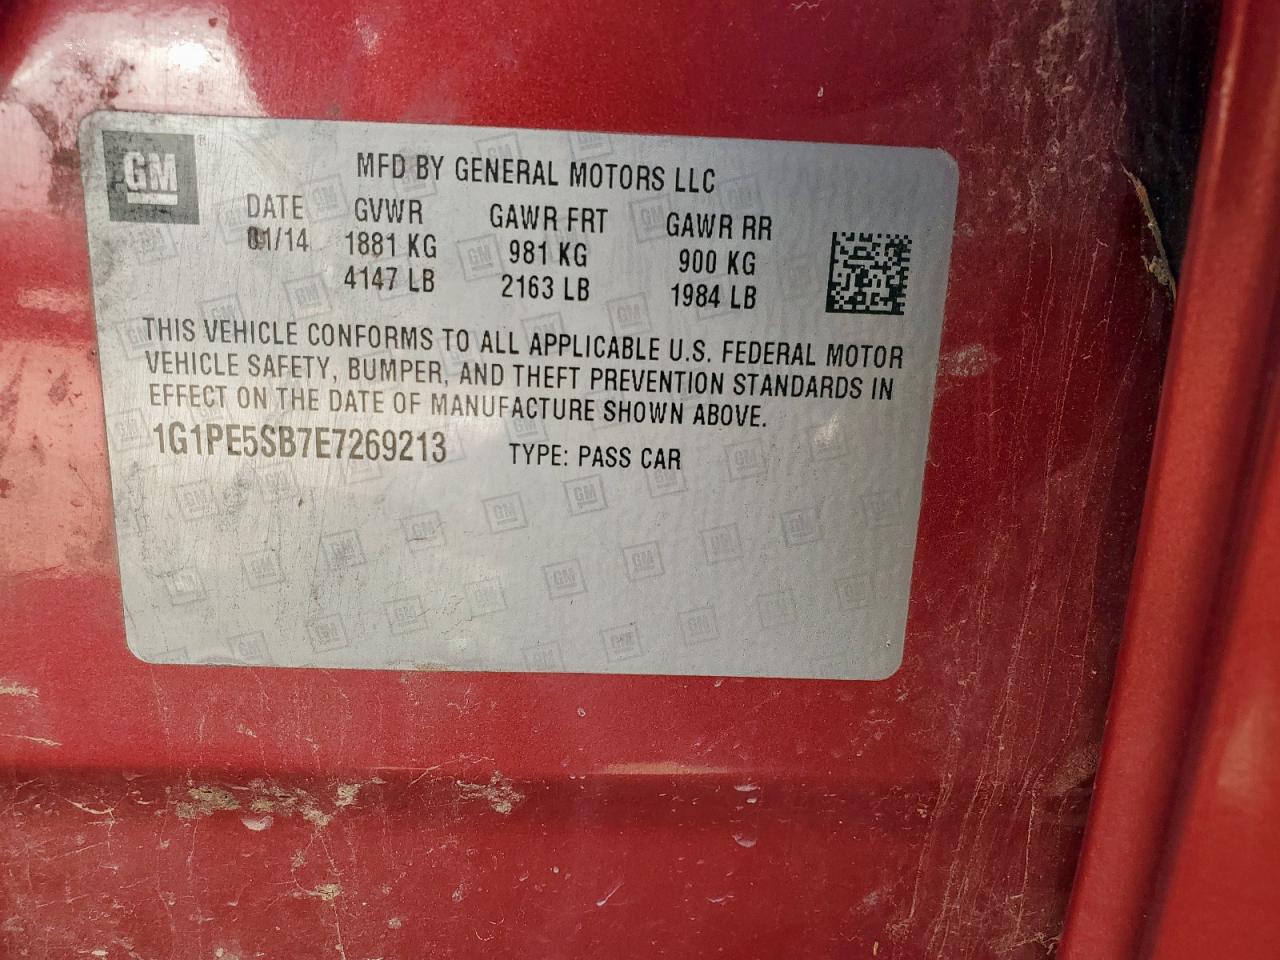 GM ®
MFD BY GENERAL MOTORS LLC
DATE GVWR GAWR FRT GAWR RR
01/14 1881 KG 981 KG 900 KG
4147 LB 2163 LB 1984 LB
THIS VEHICLE CONFORMS TO ALL APPLICABLE U.S. FEDERAL MOTOR
VEHICLE SAFETY, BUMPER, AND THEFT PREVENTION STANDARDS IN
EFFECT ON THE DATE OF MANUFACTURE SHOWN ABOVE.
1G1PE5SB7E7269213 TYPE: PASS CAR